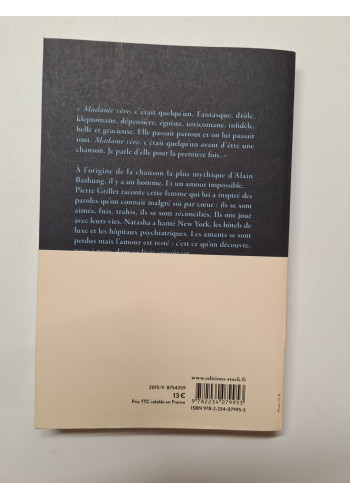 « Madame rêve, c'était quelqu'un. Fantasque, drôle,
kleptomane, dépensière, égoïste, toxicomane, infidèle,
belle et gracieuse. Elle passait partout et on lui passait
tout. Madame rêve, c'était quelqu'un avant d'être une
chanson. Je parle d'elle pour la première fois. »
À l'origine de la chanson la plus mythique d'Alain
Bashung, il y a un homme. Et un amour impossible.
Pierre Grillet raconte cette femme qui lui a inspiré des
paroles qu'on connaît malgré soi par cœur : ils se sont
aimés, fuis, trahis, ils se sont réconciliés. Ils ont joué
avec leurs vies. Natasha a hanté New York, les hôtels de
luxe et les hôpitaux psychiatriques. Les amants se sont
perdus mais l'amour est resté ; c'est ce qu'on découvre,
www.editions-stock.fr
2015-V 8754259
13 €
Prix TTC valable en France
9 782234 079953
ISBN 978-2-234-07995-3